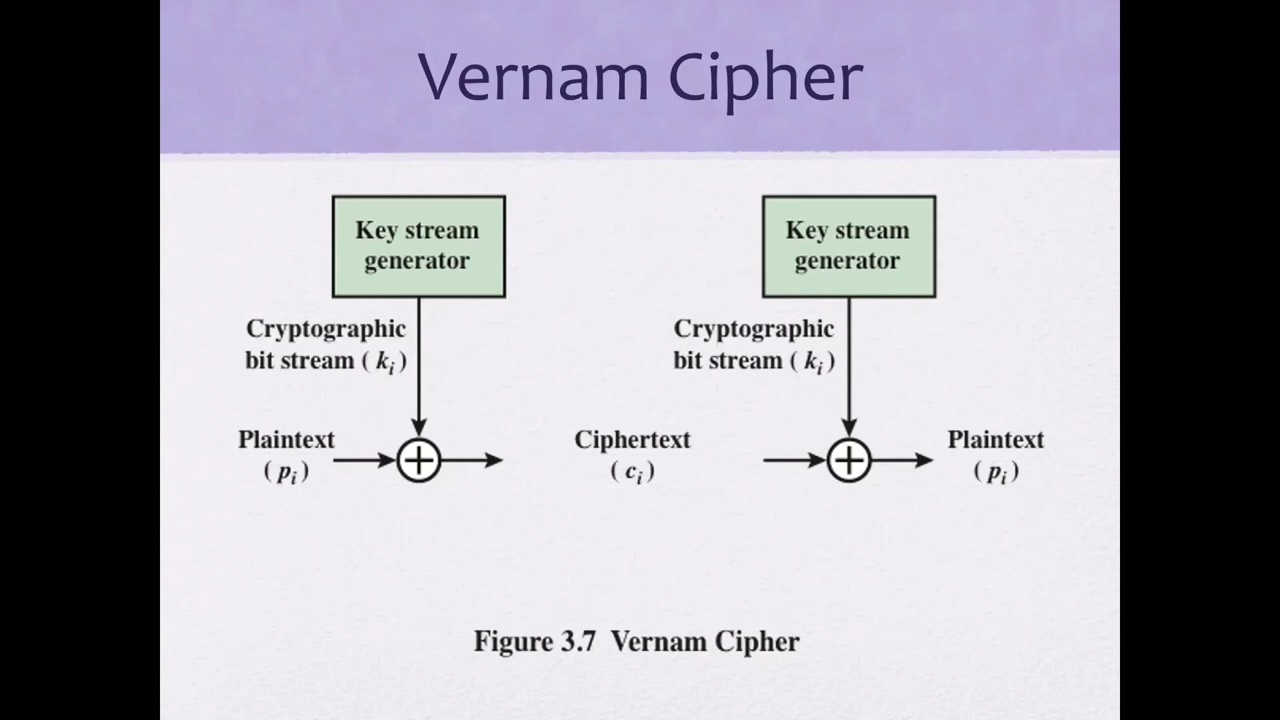 Vernam Cipher
Key stream
generator
Key stream
generator
Cryptographic
bit stream ( kᵢ )
Cryptographic
bit stream ( kᵢ )
Plaintext
( pᵢ )
Ciphertext
( cᵢ )
Plaintext
( pᵢ )
Figure 3.7 Vernam Cipher